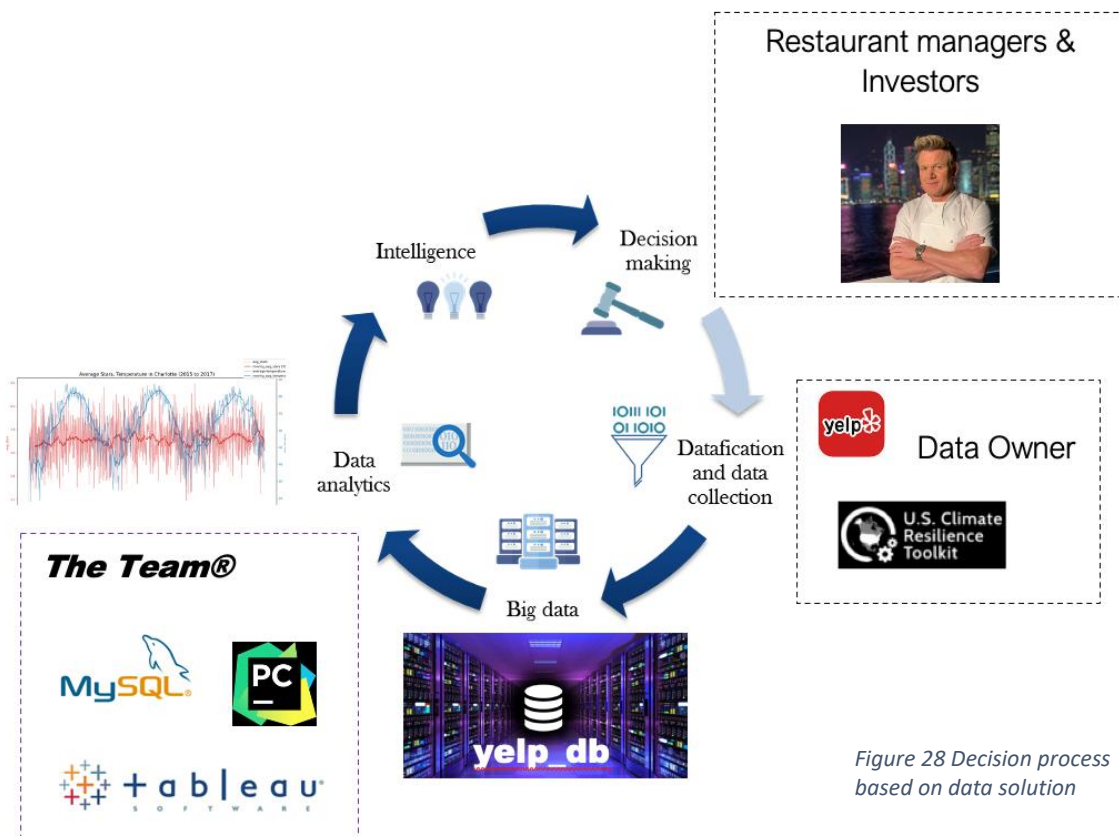 Restaurant managers &
Investors
Intelligence
Decision
making
Average Stars, Temperature in Charlotte (2015 to 2017)
10111 101
01 1010
yelp
Data Owner
Data
analytics
Datafication
and data
collection
U.S. Climate
Resilience
Toolkit
The Team®
Big data
MySQL®
PC
yelp_db
+ableau®
SOFTWARE
Figure 28 Decision process
based on data solution